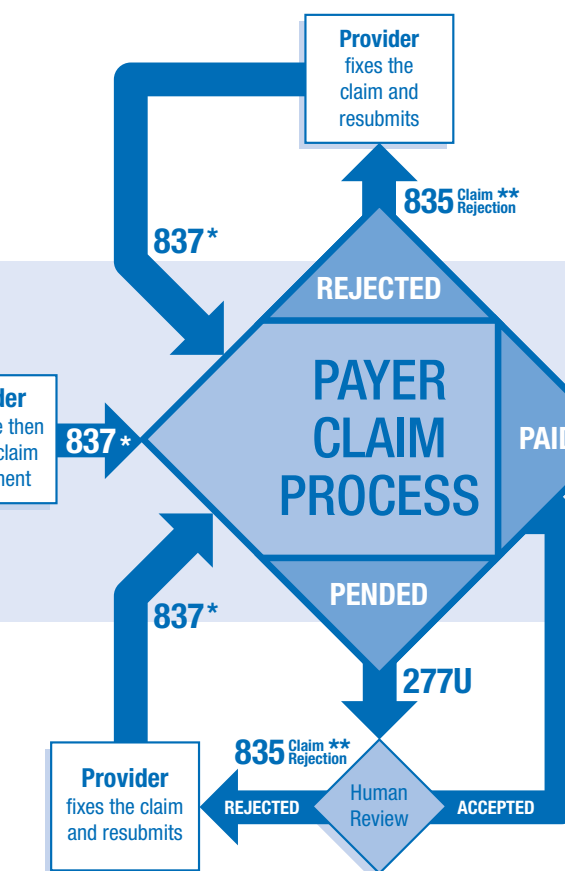 Provider
fixes the
claim and
resubmits
835 Claim **
Rejection
837*
REJECTED
PAYER
CLAIM
PROCESS
837*
PENDED
837*
277U
835 Claim **
Rejection
Provider
fixes the claim
and resubmits
REJECTED
Human
Review
ACCEPTED